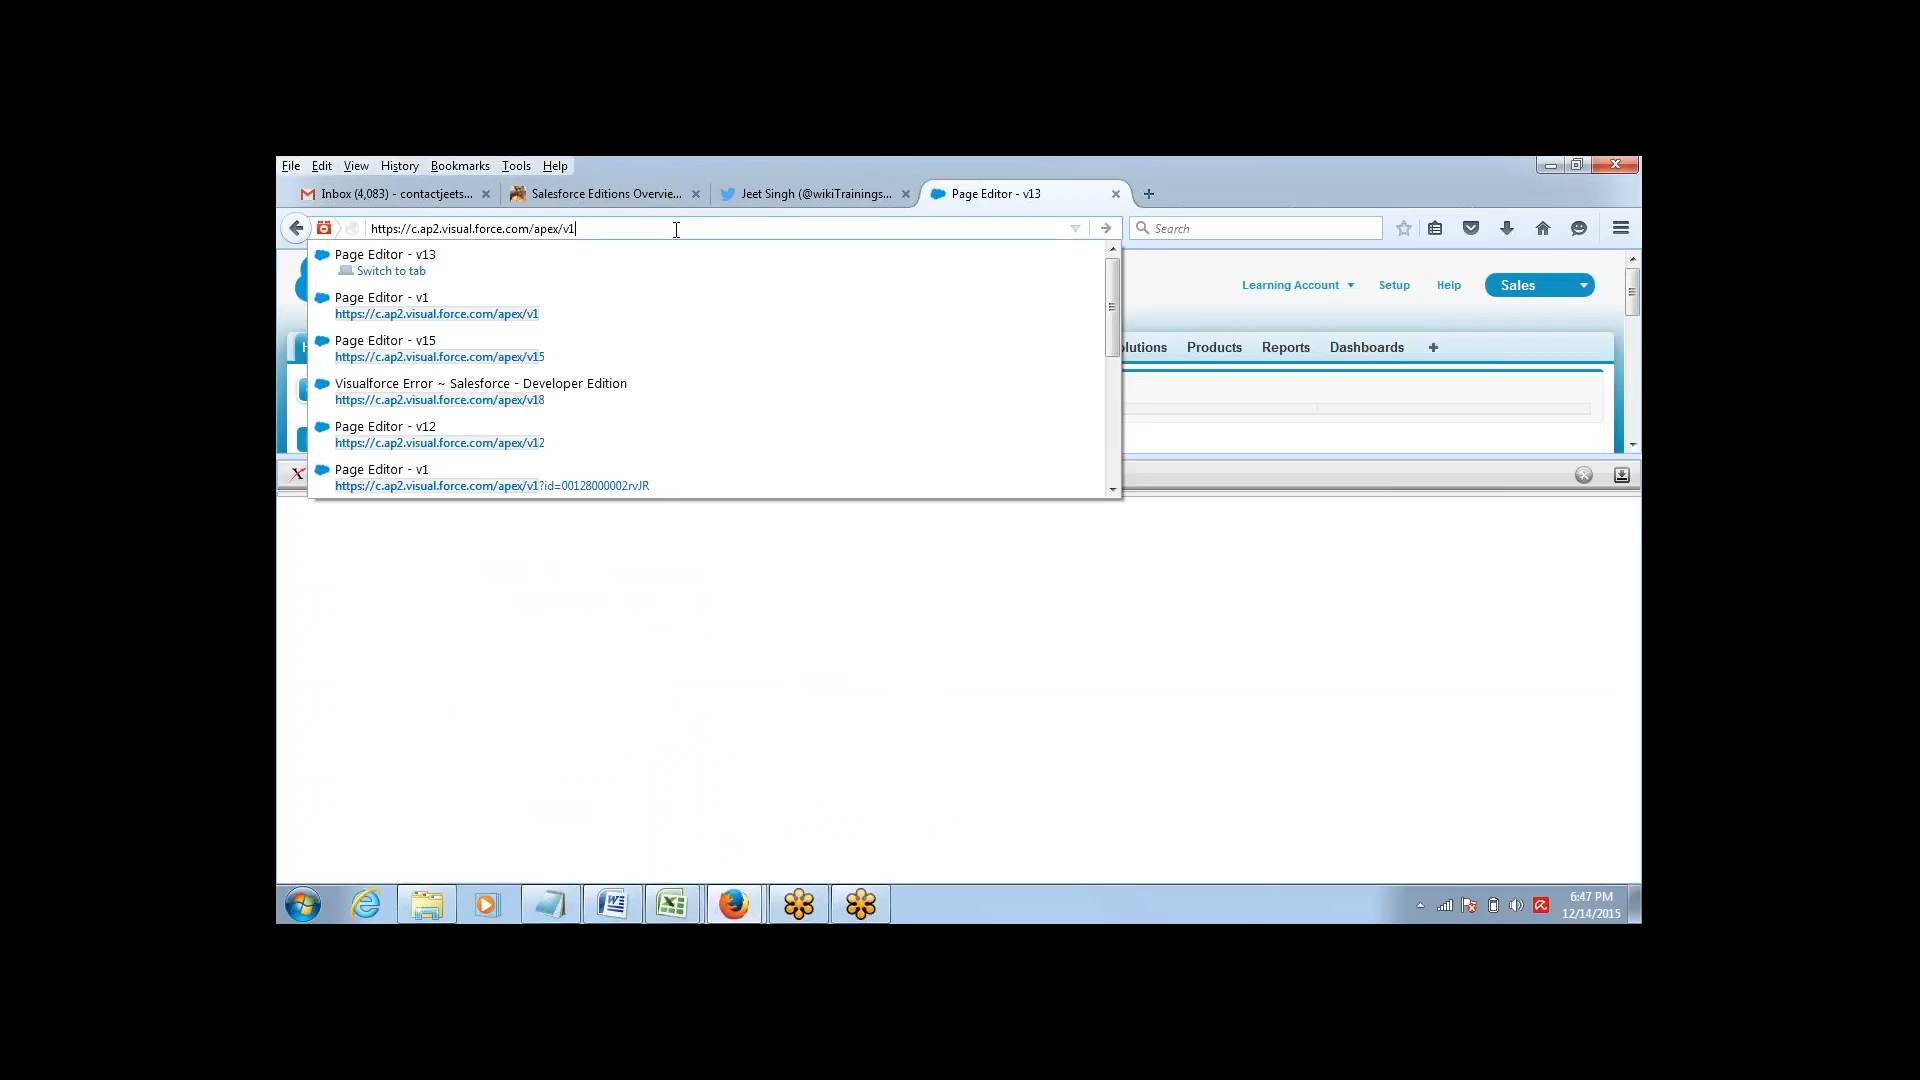 File Edit View History Bookmarks Tools Help
Inbox (4,083) - contactjeets...
Salesforce Editions Overvie...
Jeet Singh (@wikiTrainings...
Page Editor - v13
https://c.ap2.visual.force.com/apex/v1
Search
Page Editor - v13
Switch to tab
Page Editor - v1
https://c.ap2.visual.force.com/apex/v1
Page Editor - v15
https://c.ap2.visual.force.com/apex/v15
Visualforce Error ~ Salesforce - Developer Edition
https://c.ap2.visual.force.com/apex/v18
Page Editor - v12
https://c.ap2.visual.force.com/apex/v12
Page Editor - v1
https://c.ap2.visual.force.com/apex/v1?id=00128000002rvJR
Learning Account Setup Help Sales
lutions Products Reports Dashboards +
6:47 PM
12/14/2015